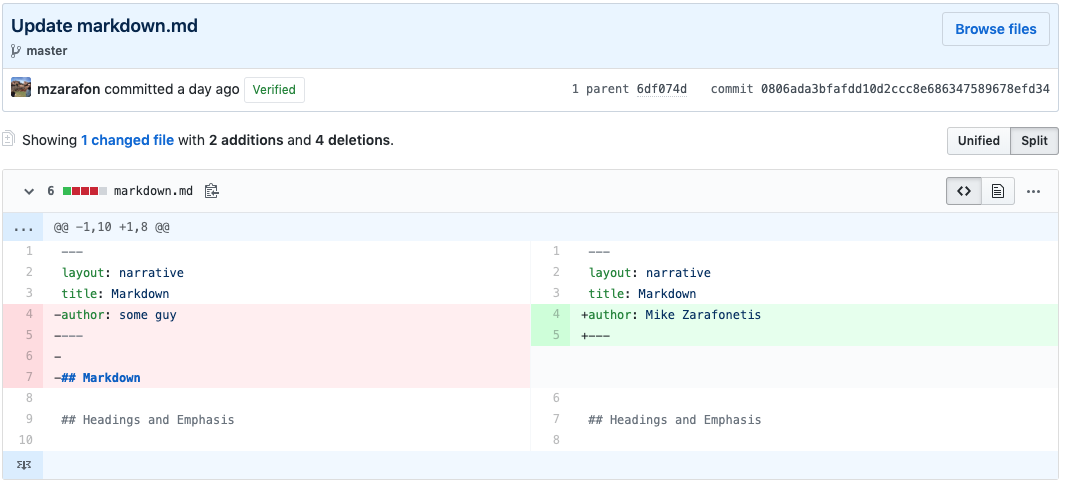 Update markdown.md
Browse files
master
mzarafon committed a day ago Verified
1 parent 6df074d commit 0806ada3bfafdd10d2ccc8e686347589678efd34
Showing 1 changed file with 2 additions and 4 deletions.
Unified Split
6 markdown.md
... @@ -1,10 +1,8 @@
1 --- 1 ---
2 layout: narrative 2 layout: narrative
3 title: Markdown 3 title: Markdown
4 -author: some guy 4 +author: Mike Zarafonetis
5 ---- 5 +---
6 -
7 -## Markdown
8 6
9 ## Headings and Emphasis 7 ## Headings and Emphasis
10 8